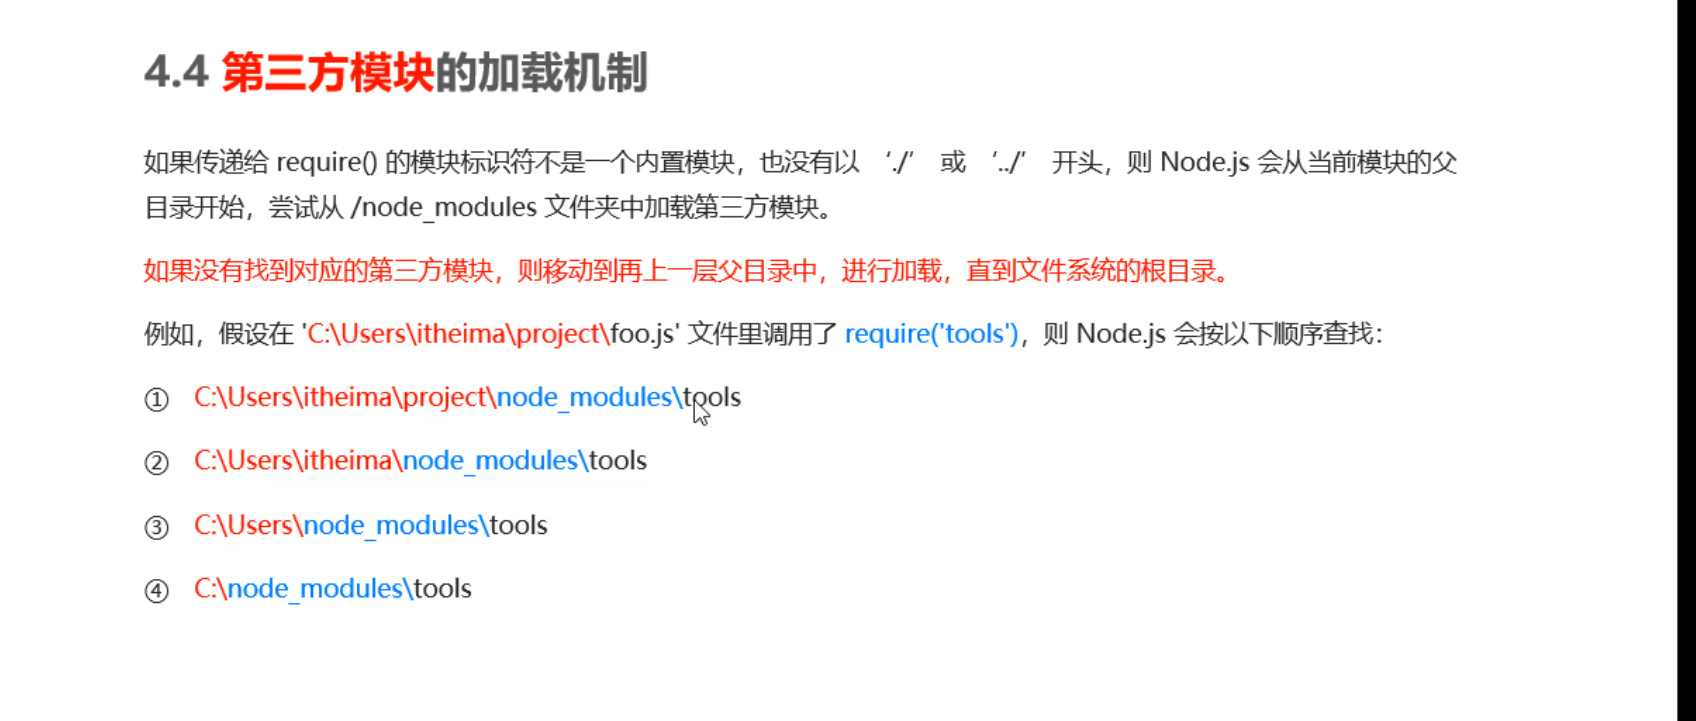 4.4 第三方模块的加载机制
如果传递给 require() 的模块标识符不是一个内置模块，也没有以 ‘./’ 或 ‘../’ 开头，则 Node.js 会从当前模块的父
目录开始，尝试从 /node_modules 文件夹中加载第三方模块。
如果没有找到对应的第三方模块，则移动到再上一层父目录中，进行加载，直到文件系统的根目录。
例如，假设在 'C:\Users\itheima\project\foo.js' 文件里调用了 require('tools')，则 Node.js 会按以下顺序查找：
① C:\Users\itheima\project\node_modules\tools
② C:\Users\itheima\node_modules\tools
③ C:\Users\node_modules\tools
④ C:\node_modules\tools